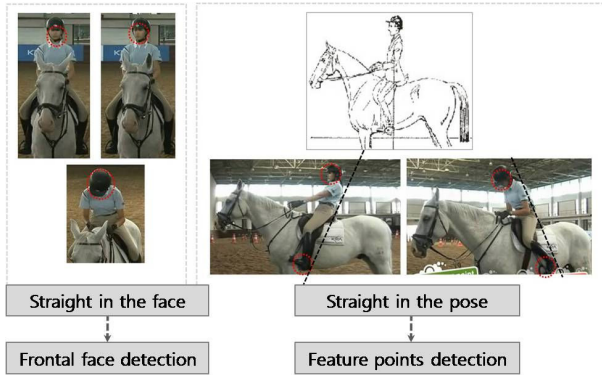 Straight in the face
Straight in the pose
Frontal face detection
Feature points detection